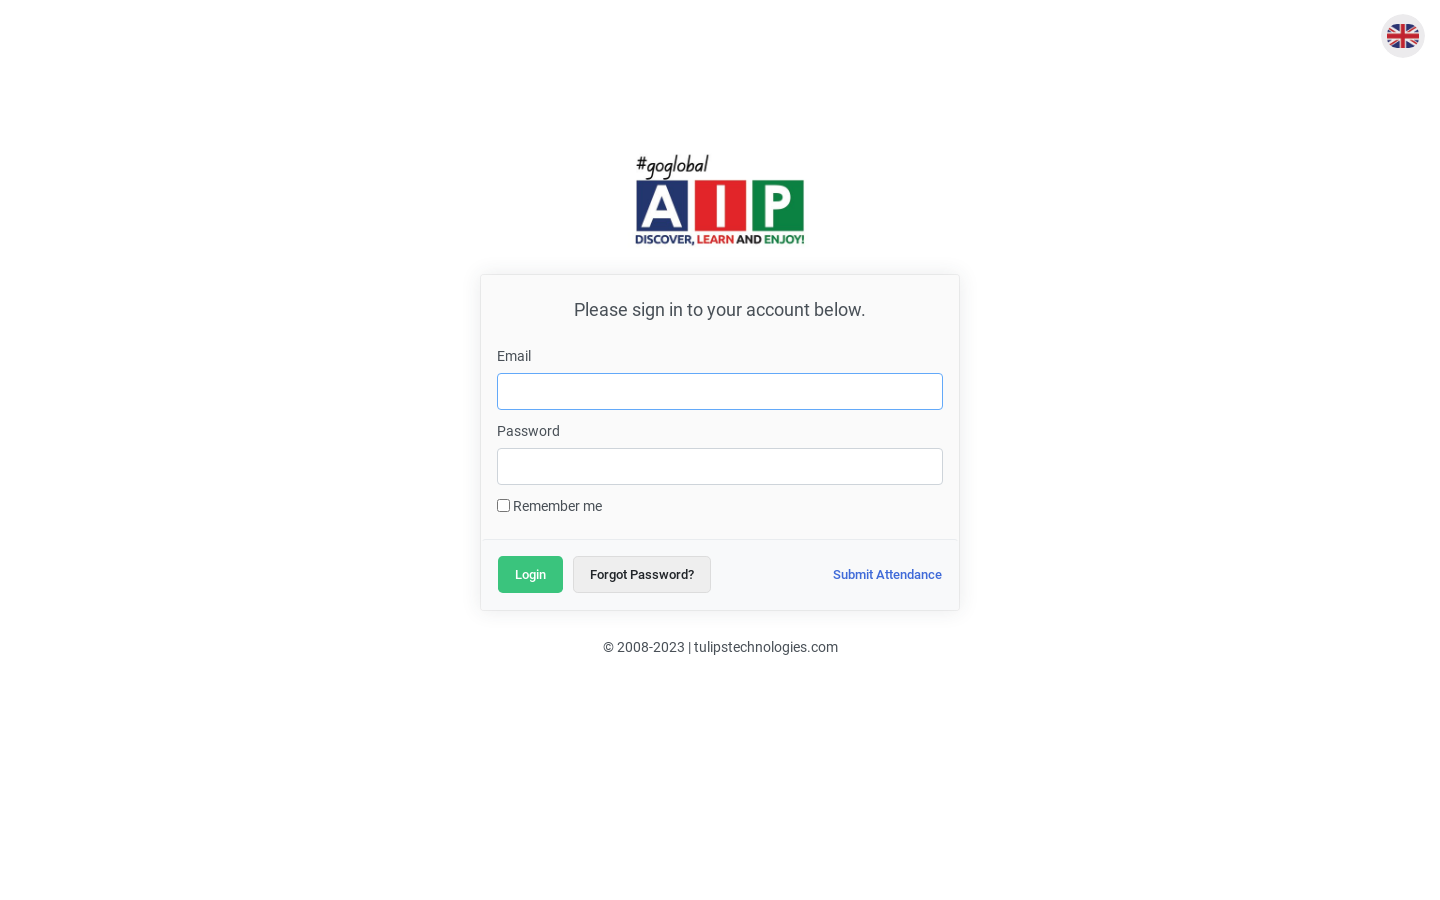 #goglobal
AIP
DISCOVER, LEARN AND ENJOY!
Please sign in to your account below.
Email
Password
Remember me
Login Forgot Password? Submit Attendance
© 2008-2023 | tulipstechnologies.com